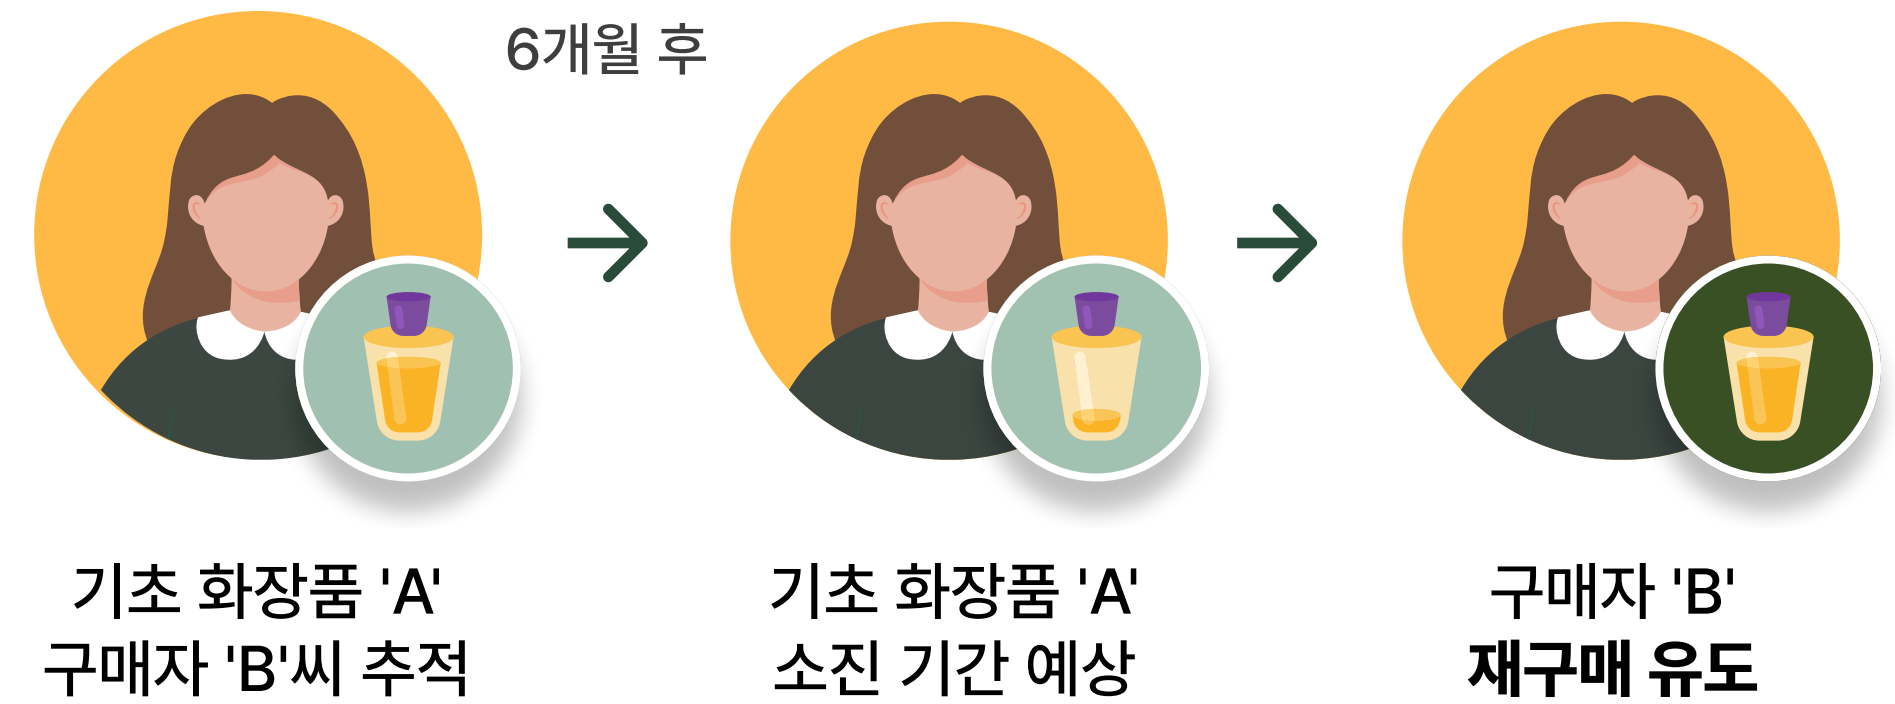 6개월 후
기초 화장품 'A'
구매자 'B'씨 추적
기초 화장품 'A'
소진 기간 예상
구매자 'B'
재구매 유도